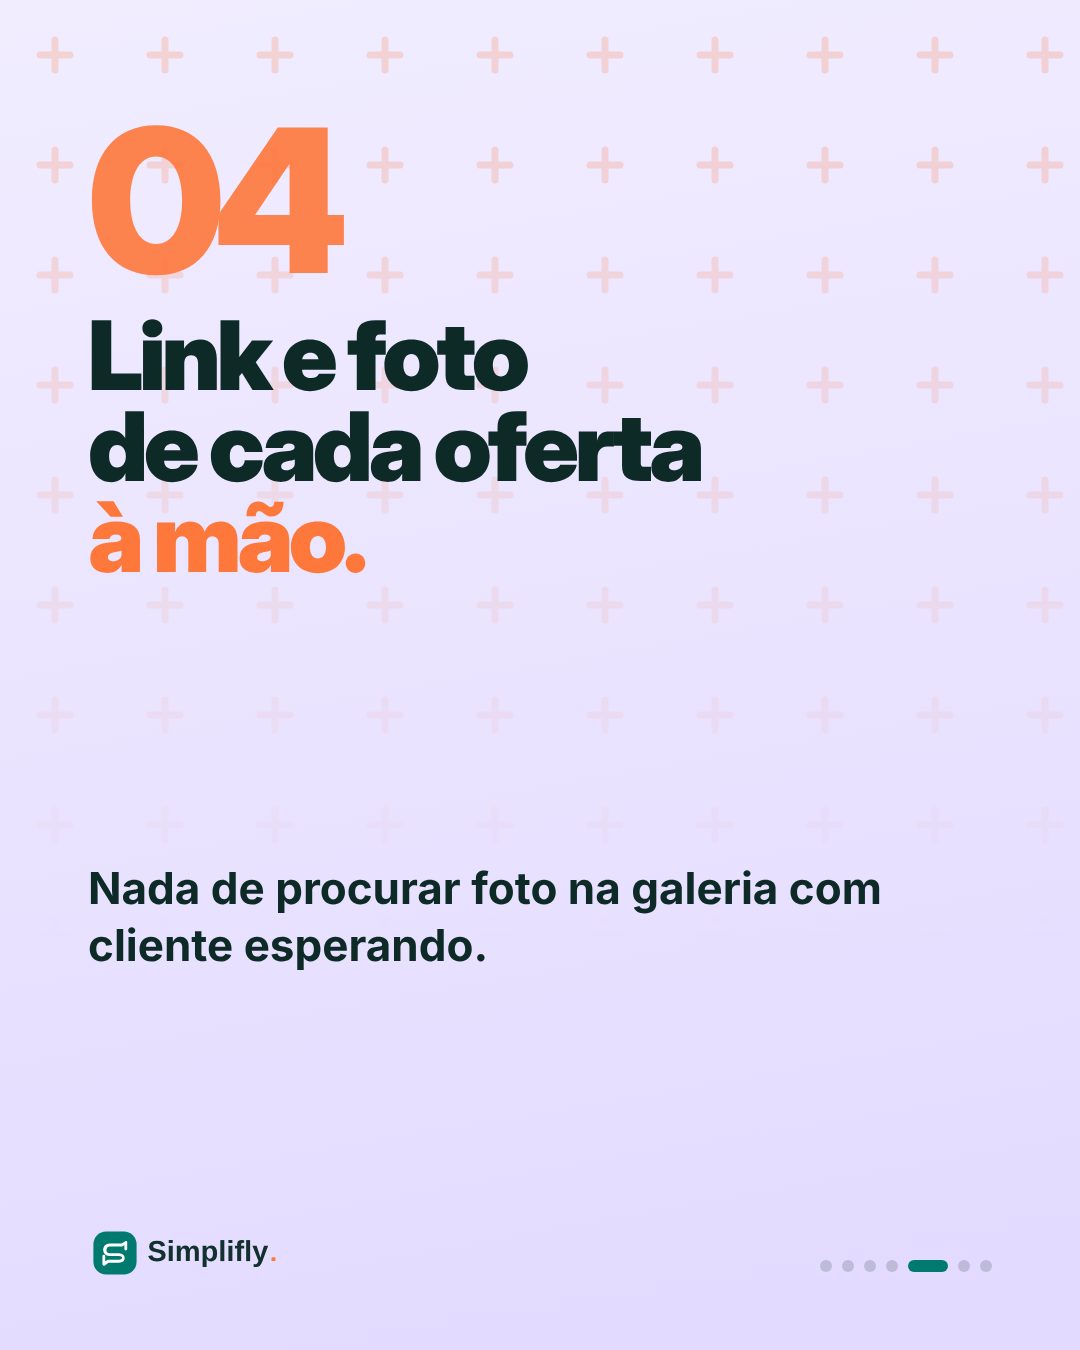 04
Link e foto
de cada oferta
à mão.
Nada de procurar foto na galeria com
cliente esperando.
Simplifly.